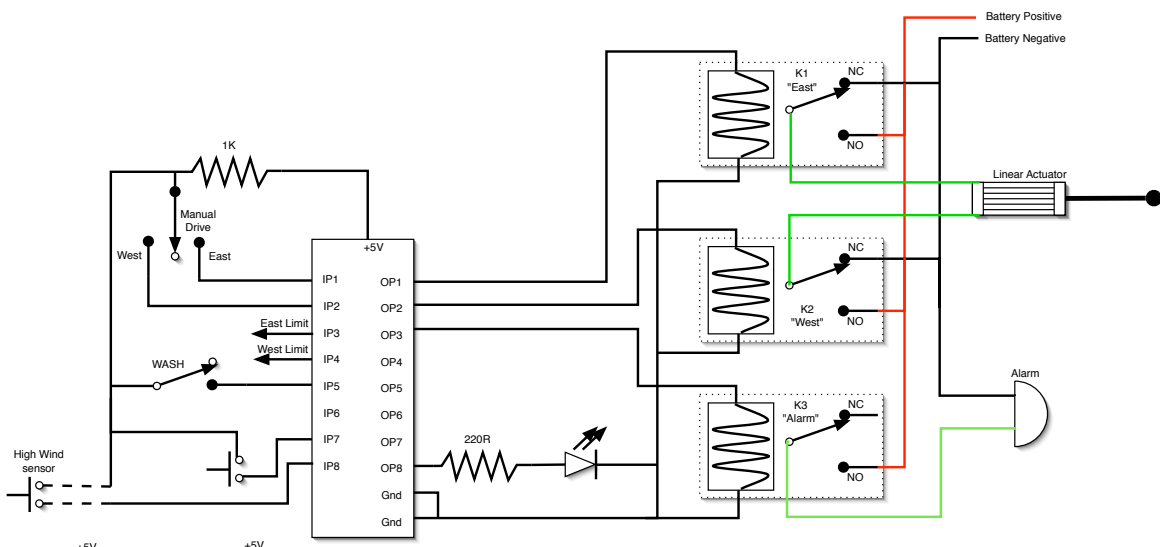 Battery Positive
Battery Negative
K1
"East"
NC
NO
1K
Linear Actuator
Manual
Drive
West
East
+5V
IP1
IP2
East Limit
IP3
West Limit
IP4
WASH
IP5
IP6
IP7
IP8
OP1
OP2
OP3
OP4
OP5
OP6
OP7
OP8
Gnd
Gnd
NC
K2
"West"
NO
220R
K3
"Alarm"
NC
NO
Alarm
High Wind
sensor
+5V
+5V